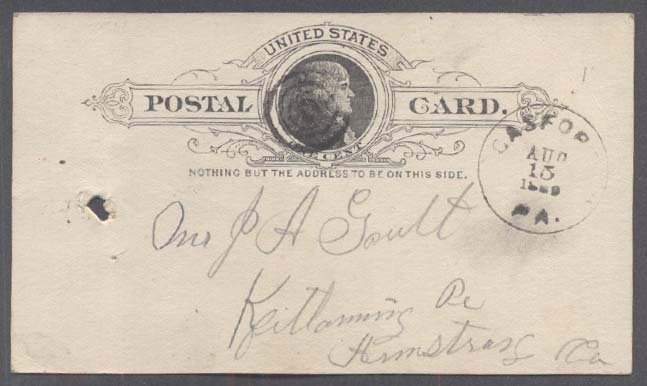 UNITED STATES
POSTAL CARD.
ONE CENT
NOTHING BUT THE ADDRESS TO BE ON THIS SIDE.
GASFOR
AUG
15
PA.
J A Goult
Kittanning Pa
Armstrong Co